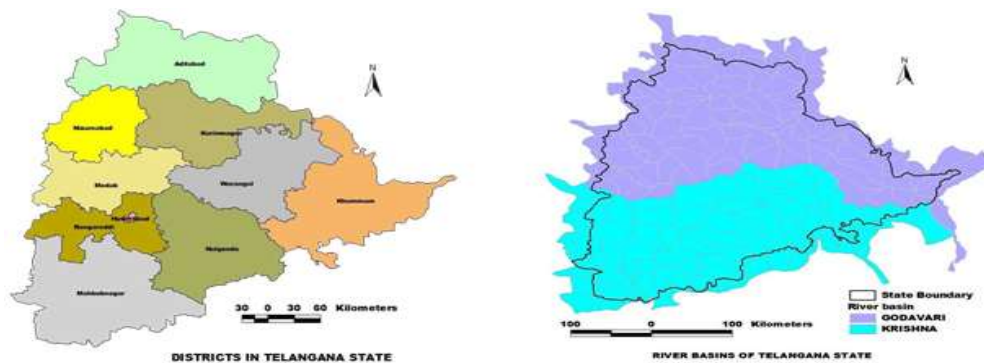 Adilabad
N
Nizamabad
Karimnagar
Medak
Warangal
Khammam
Hyderabad
Rangareddi
Nalgonda
Mahbubnagar
30 0 30 60 Kilometers
DISTRICTS IN TELANGANA STATE
N
State Boundary
River basin
GODAVARI
KRISHNA
100 0 100 Kilometers
RIVER BASINS OF TELANGANA STATE